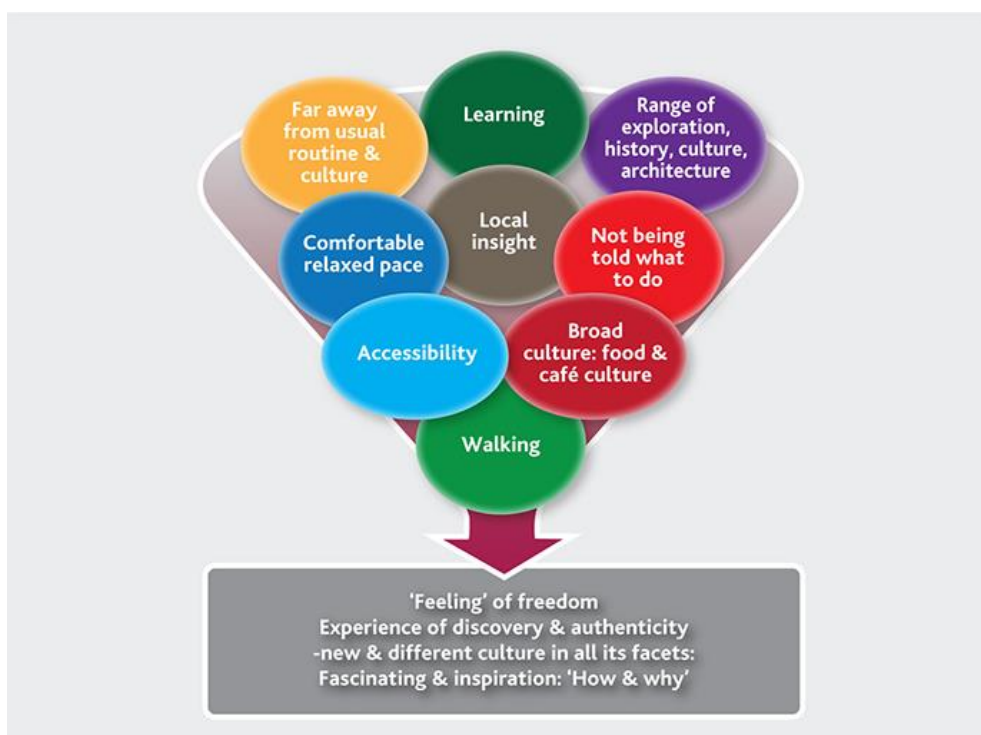 Far away
from usual
routine &
culture
Learning
Range of
exploration,
history, culture,
architecture
Comfortable
relaxed pace
Local
insight
Not being
told what
to do
Accessibility
Broad
culture: food &
café culture
Walking
'Feeling' of freedom
Experience of discovery & authenticity
-new & different culture in all its facets:
Fascinating & inspiration: 'How & why'